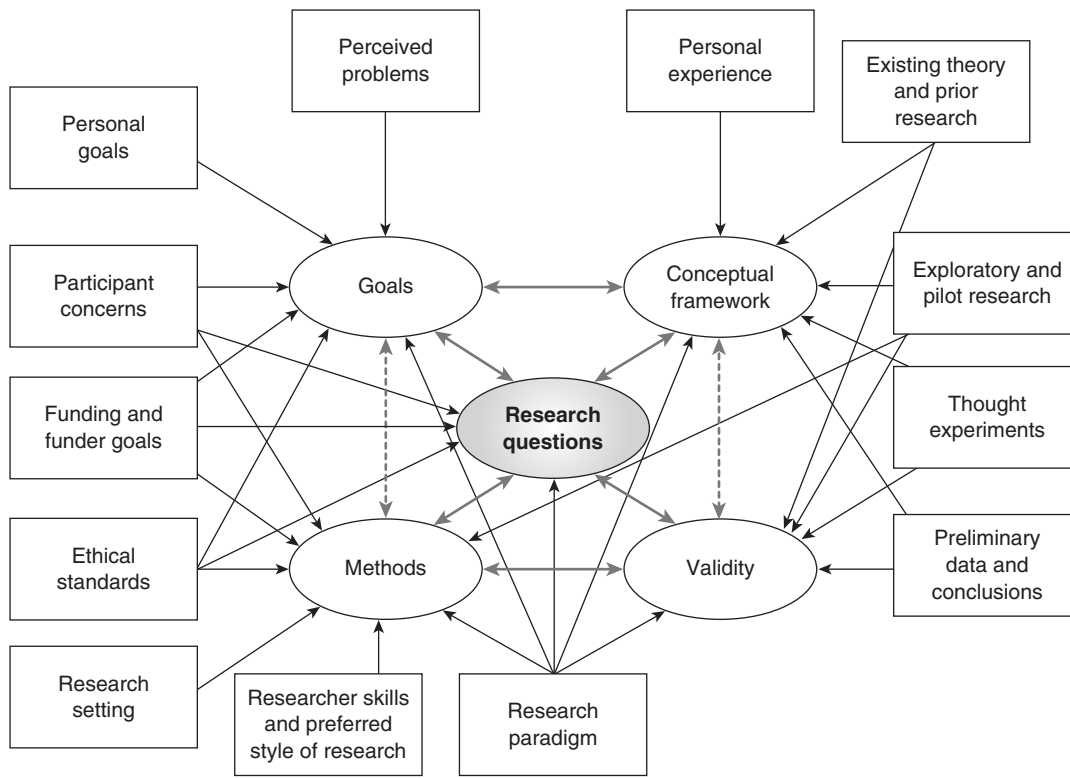 Perceived
problems
Personal
experience
Existing theory
and prior
research
Personal
goals
Participant
concerns
Goals
Conceptual
framework
Exploratory and
pilot research
Funding and
funder goals
Research
questions
Thought
experiments
Ethical
standards
Methods
Validity
Preliminary
data and
conclusions
Research
setting
Researcher skills
and preferred
style of research
Research
paradigm